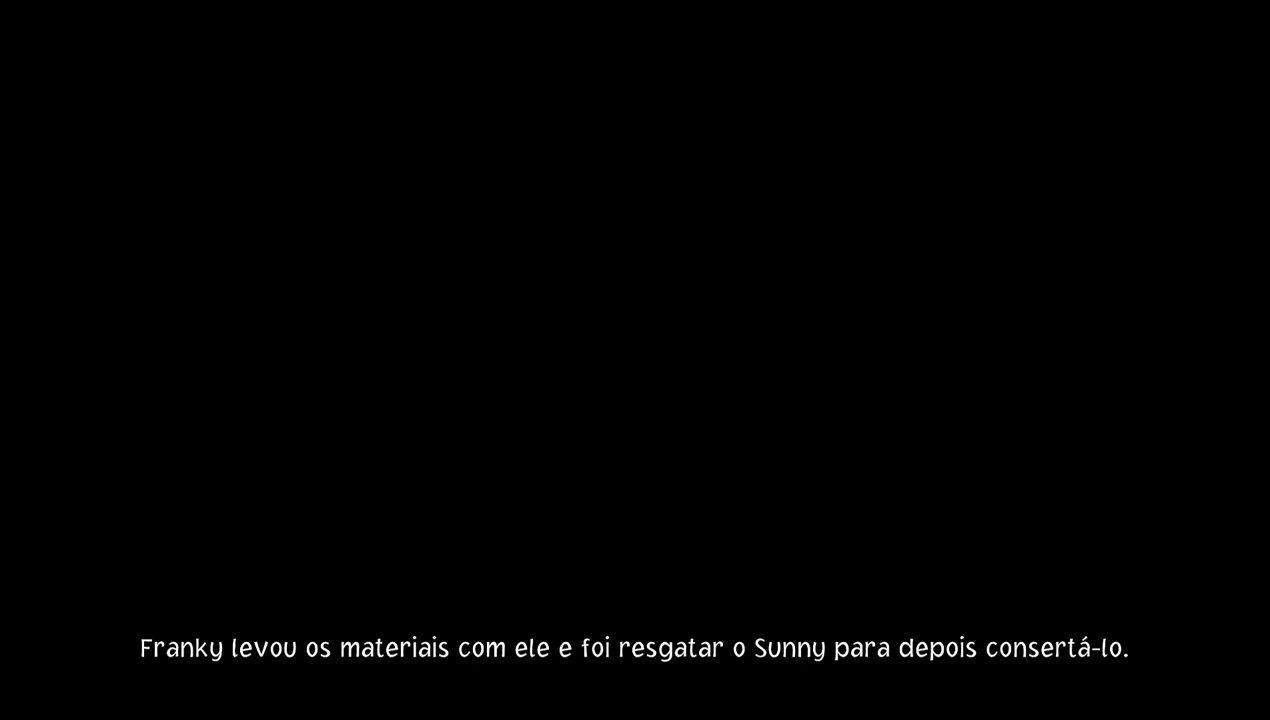 Franky levou os materiais com ele e foi resgatar o Sunny para depois consertá-lo.